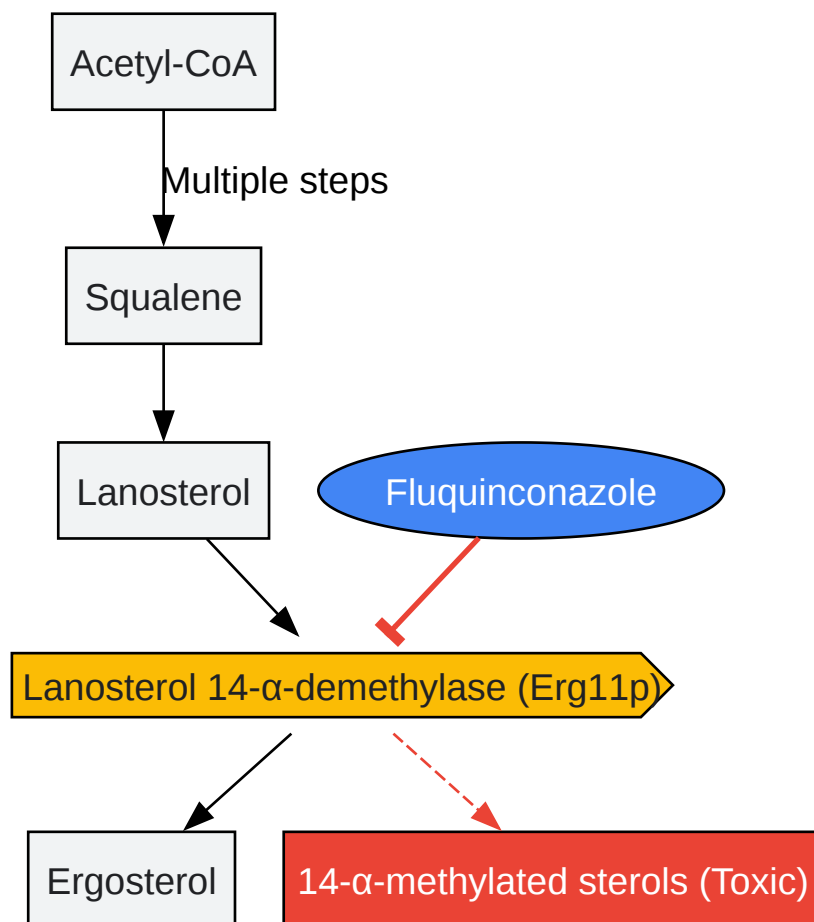 Acetyl-CoA
Multiple steps
Squalene
Lanosterol
Fluquinconazole
Lanosterol 14-α-demethylase (Erg11p)
Ergosterol
14-α-methylated sterols (Toxic)